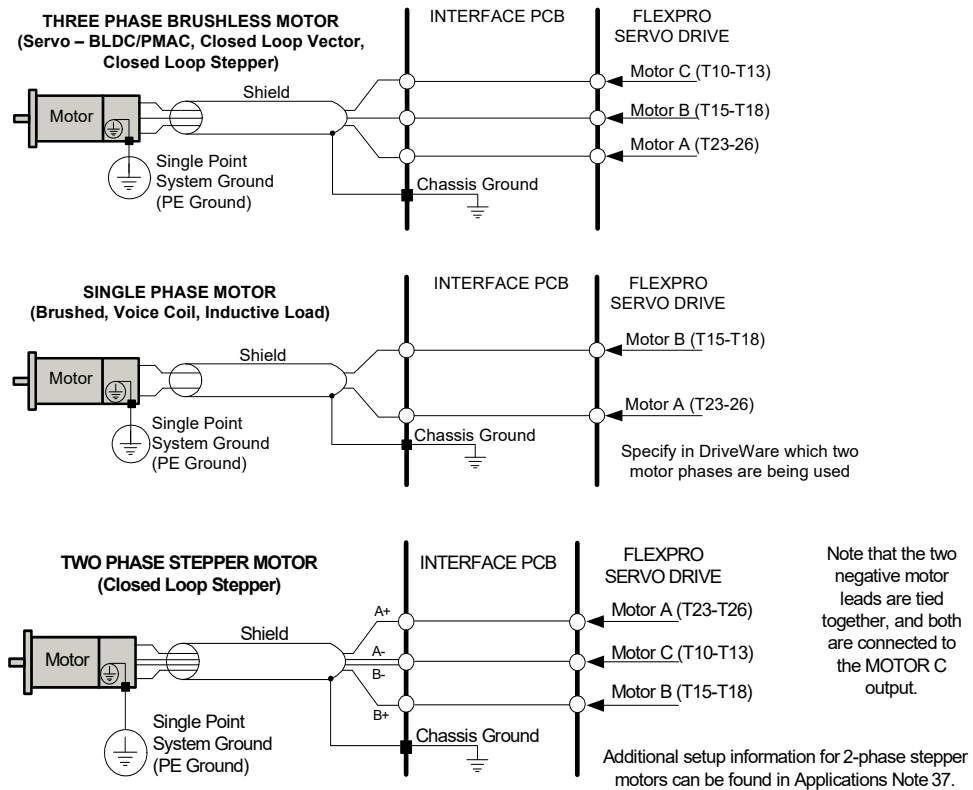 THREE PHASE BRUSHLESS MOTOR
(Servo – BLDC/PMAC, Closed Loop Vector,
Closed Loop Stepper)
INTERFACE PCB
FLEXPRO
SERVO DRIVE
Motor
Shield
Single Point
System Ground
(PE Ground)
Chassis Ground
Motor C (T10-T13)
Motor B (T15-T18)
Motor A (T23-26)
SINGLE PHASE MOTOR
(Brushed, Voice Coil, Inductive Load)
INTERFACE PCB
FLEXPRO
SERVO DRIVE
Motor
Shield
Single Point
System Ground
(PE Ground)
Chassis Ground
Motor B (T15-T18)
Motor A (T23-26)
Specify in DriveWare which two
motor phases are being used
TWO PHASE STEPPER MOTOR
(Closed Loop Stepper)
INTERFACE PCB
FLEXPRO
SERVO DRIVE
Motor
Shield
A+
A-
B-
B+
Single Point
System Ground
(PE Ground)
Chassis Ground
Motor A (T23-T26)
Motor C (T10-T13)
Motor B (T15-T18)
Note that the two
negative motor
leads are tied
together, and both
are connected to
the MOTOR C
output.
Additional setup information for 2-phase stepper
motors can be found in Applications Note 37.